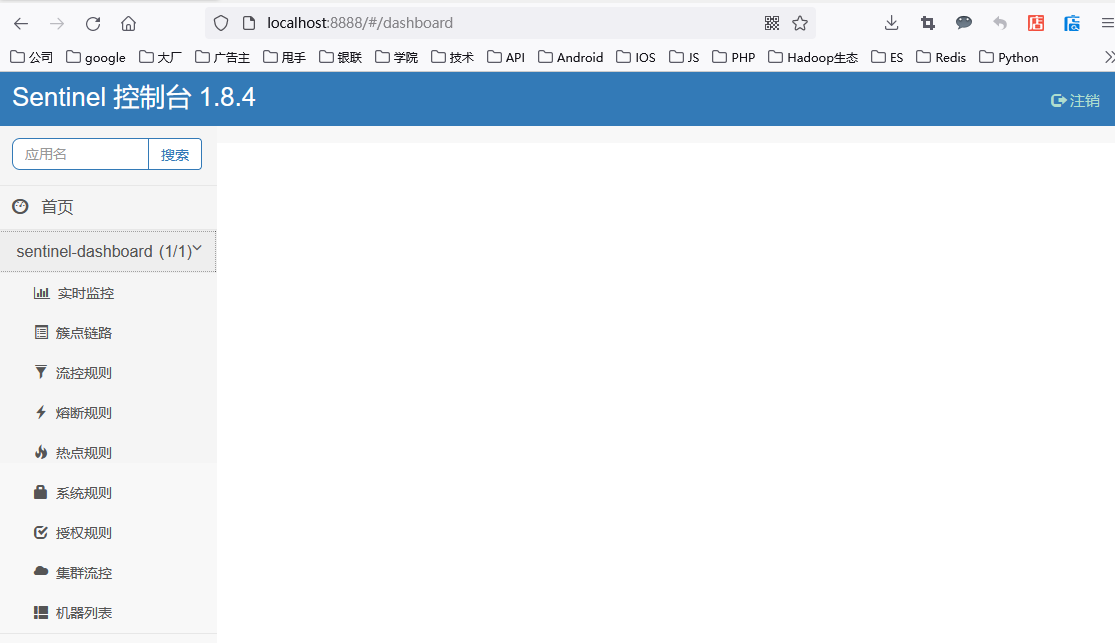 localhost:8888/#/dashboard
公司 google 大厂 广告主 甩手 银联 学院 技术 API Android IOS JS PHP Hadoop生态 ES Redis Python
Sentinel 控制台 1.8.4
注销
应用名 搜索
首页
sentinel-dashboard (1/1)
实时监控
簇点链路
流控规则
熔断规则
热点规则
系统规则
授权规则
集群流控
机器列表